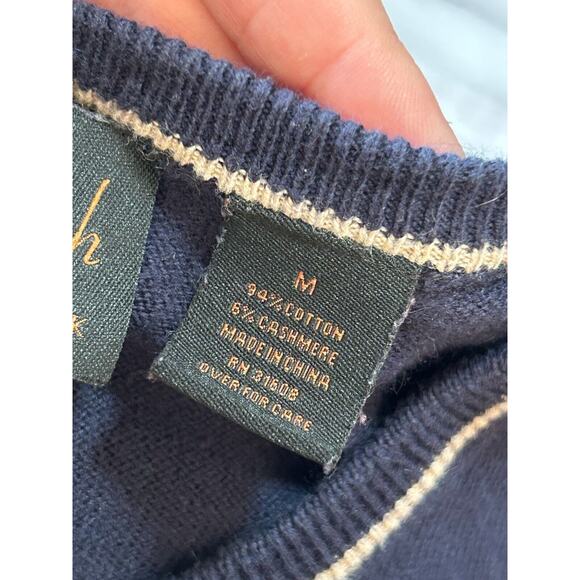 h
K
M
94% COTTON
6% CASHMERE
MADE IN CHINA
RN 31608
OVER FOR CARE